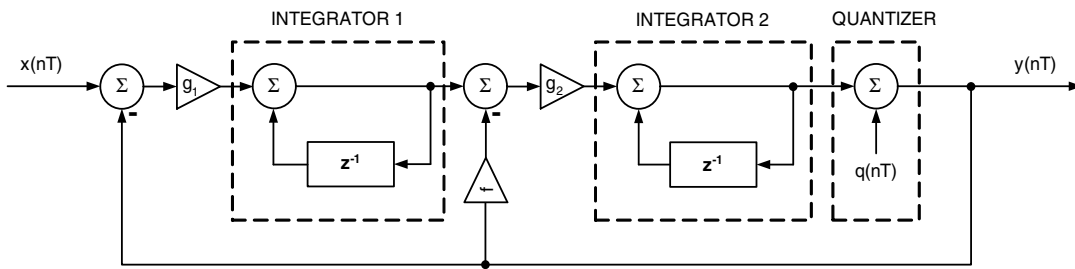 INTEGRATOR 1
INTEGRATOR 2
QUANTIZER
x(nT)
Σ
g₁
Σ
Σ
g₂
Σ
Σ
y(nT)
-
-
z⁻¹
z⁻¹
q(nT)
f